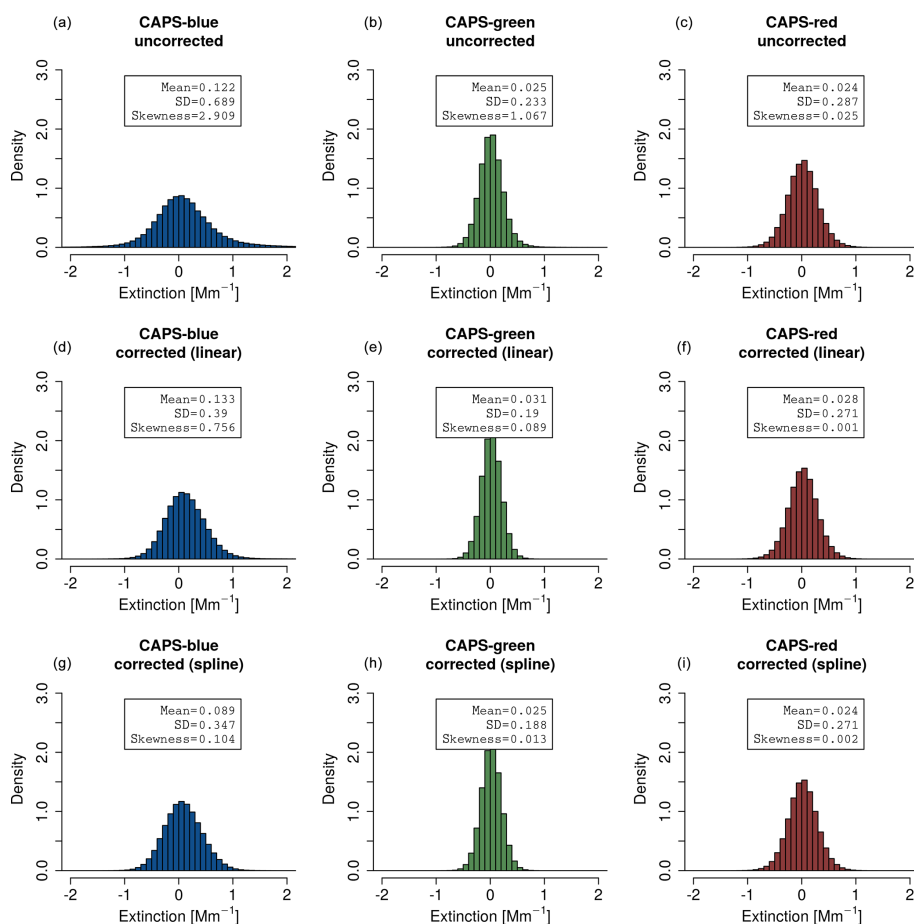 (a)
CAPS-blue
uncorrected
Mean=0.122
SD=0.689
Skewness=2.909
Density
0.0 1.0 2.0 3.0
-2 -1 0 1 2
Extinction [Mm⁻¹]
(b)
CAPS-green
uncorrected
Mean=0.025
SD=0.233
Skewness=1.067
Density
0.0 1.0 2.0 3.0
-2 -1 0 1 2
Extinction [Mm⁻¹]
(c)
CAPS-red
uncorrected
Mean=0.024
SD=0.287
Skewness=0.025
Density
0.0 1.0 2.0 3.0
-2 -1 0 1 2
Extinction [Mm⁻¹]
(d)
CAPS-blue
corrected (linear)
Mean=0.133
SD=0.39
Skewness=0.756
Density
0.0 1.0 2.0 3.0
-2 -1 0 1 2
Extinction [Mm⁻¹]
(e)
CAPS-green
corrected (linear)
Mean=0.031
SD=0.19
Skewness=0.089
Density
0.0 1.0 2.0 3.0
-2 -1 0 1 2
Extinction [Mm⁻¹]
(f)
CAPS-red
corrected (linear)
Mean=0.028
SD=0.271
Skewness=0.001
Density
0.0 1.0 2.0 3.0
-2 -1 0 1 2
Extinction [Mm⁻¹]
(g)
CAPS-blue
corrected (spline)
Mean=0.089
SD=0.347
Skewness=0.104
Density
0.0 1.0 2.0 3.0
-2 -1 0 1 2
Extinction [Mm⁻¹]
(h)
CAPS-green
corrected (spline)
Mean=0.025
SD=0.188
Skewness=0.013
Density
0.0 1.0 2.0 3.0
-2 -1 0 1 2
Extinction [Mm⁻¹]
(i)
CAPS-red
corrected (spline)
Mean=0.024
SD=0.271
Skewness=0.002
Density
0.0 1.0 2.0 3.0
-2 -1 0 1 2
Extinction [Mm⁻¹]